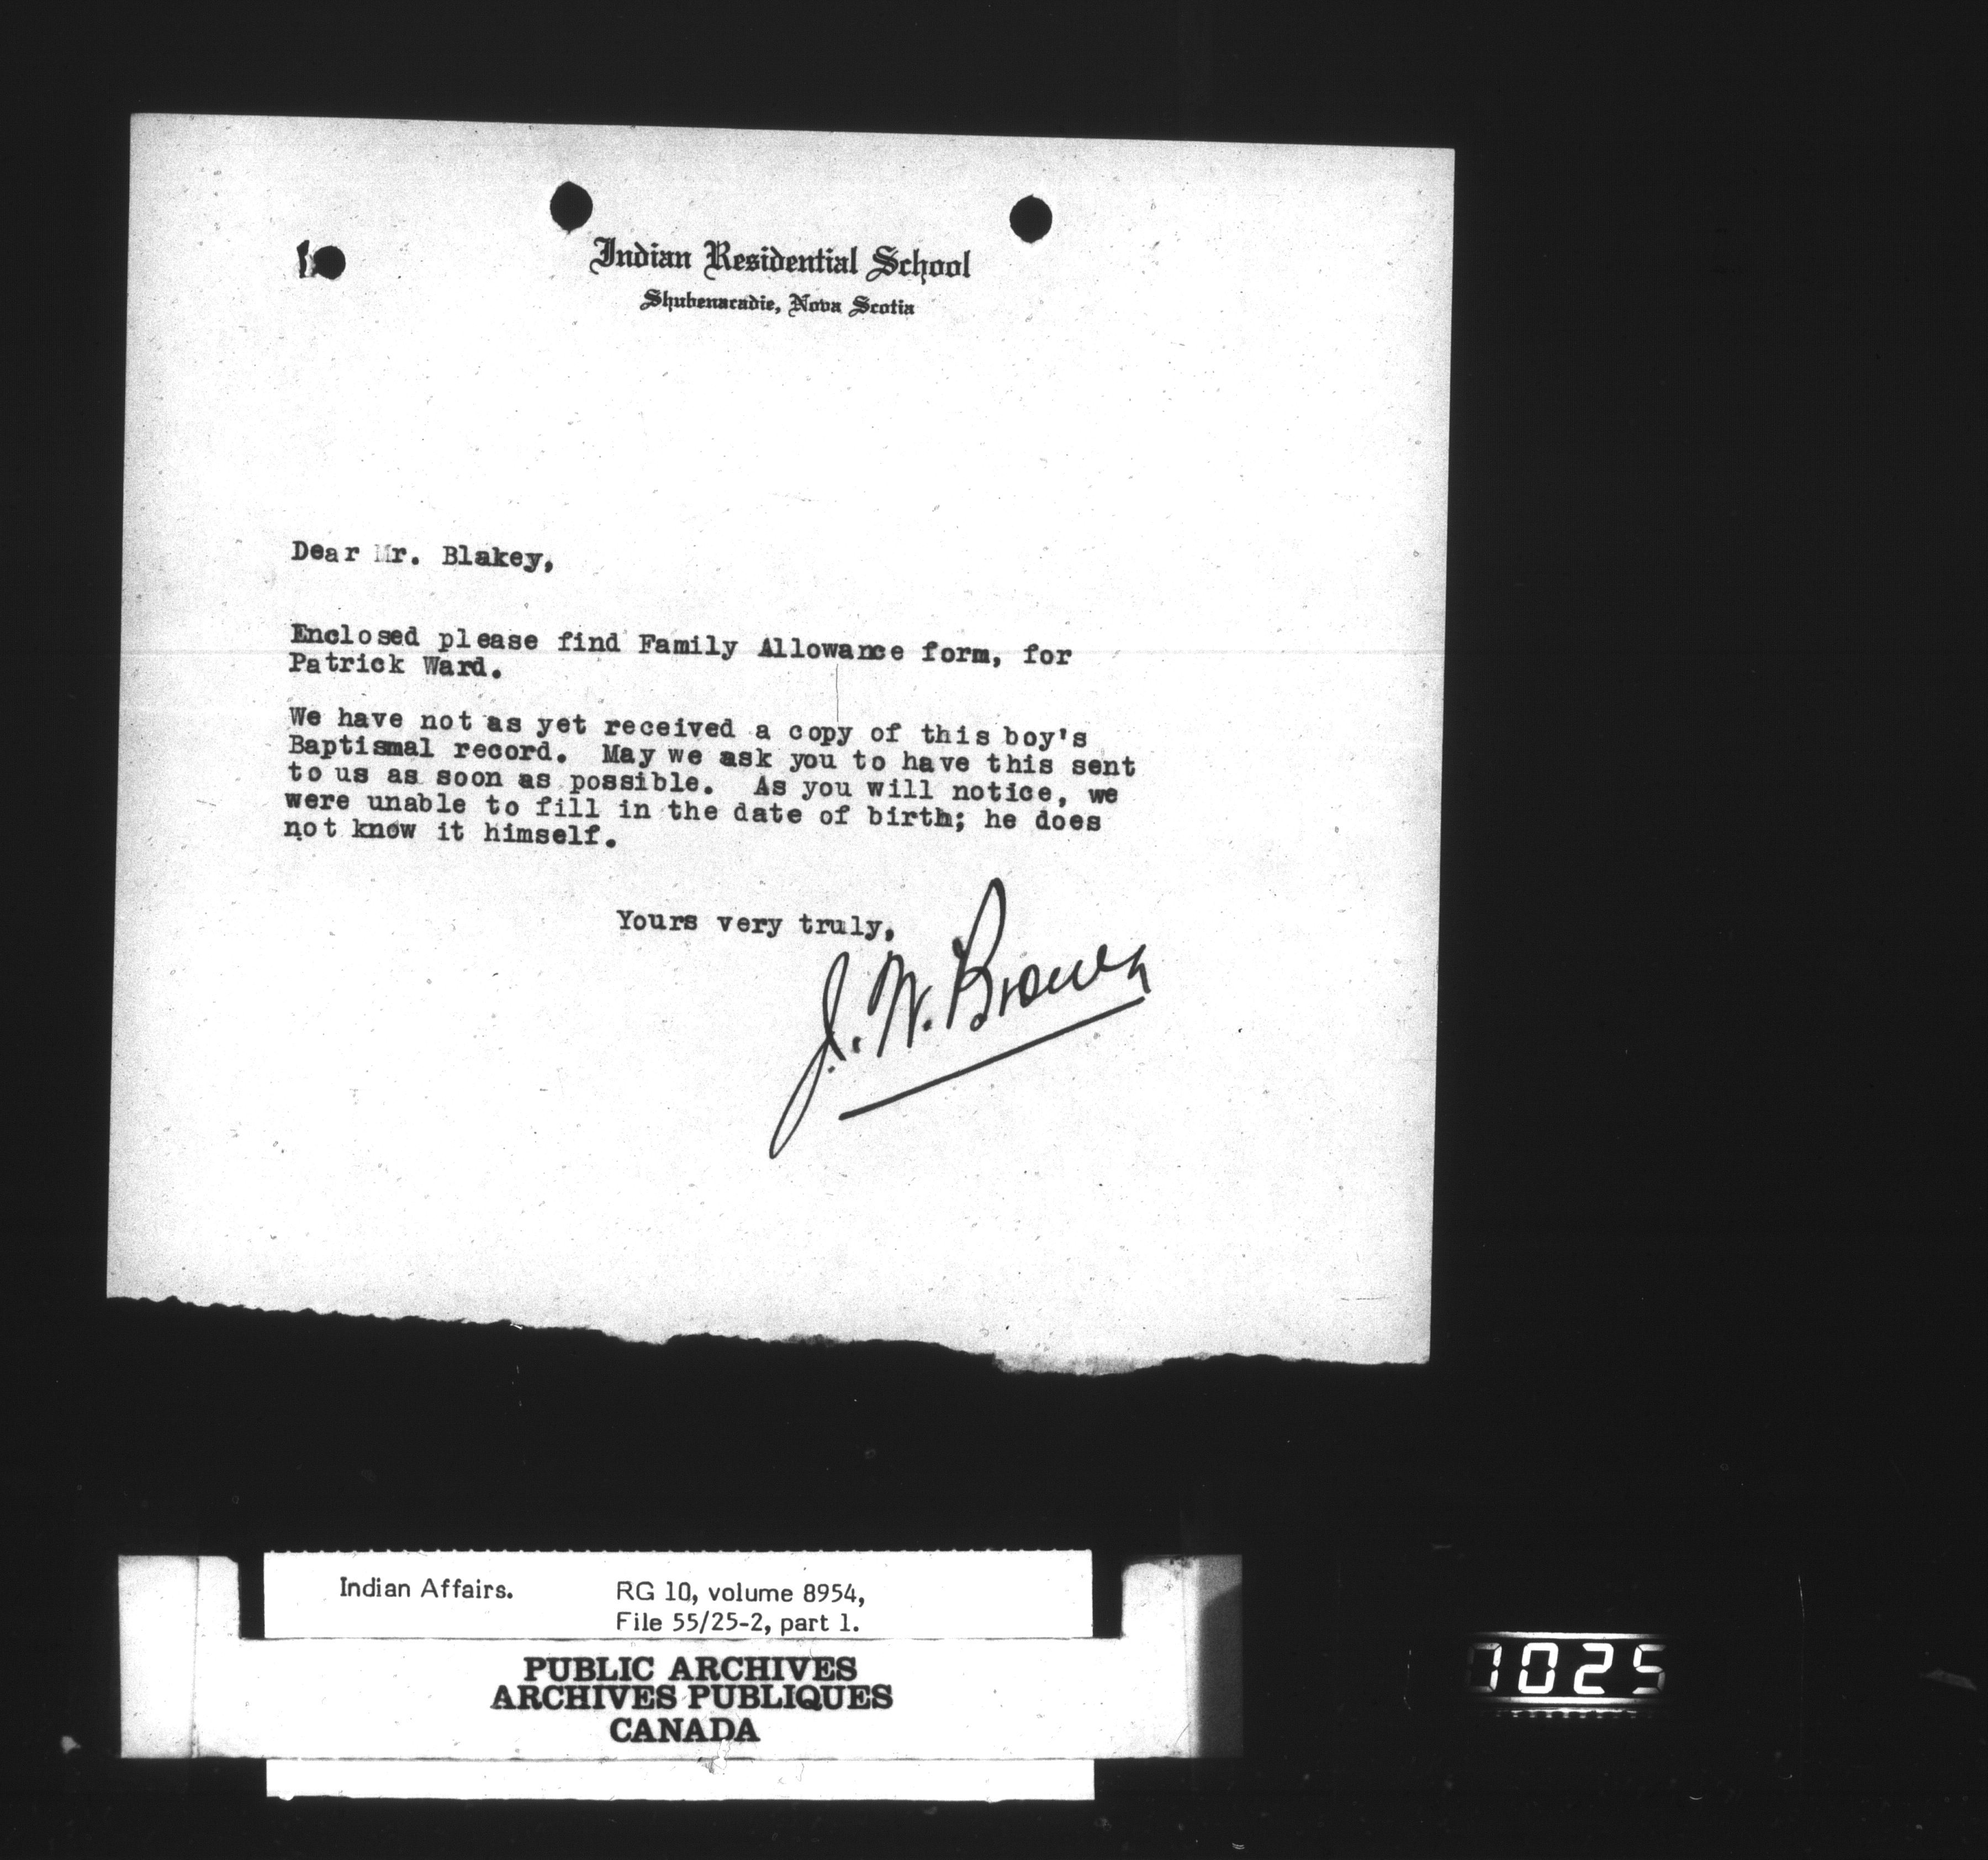 Indian Residential School
Shubenacadie, Nova Scotia
Dear Mr. Blakey,
Enclosed please find Family Allowance form, for
Patrick Ward.
We have not as yet received a copy of this boy's
Baptismal record. May we ask you to have this sent
to us as soon as possible. As you will notice, we
were unable to fill in the date of birth; he does
not know it himself.
Yours very truly,
J. W. Brown
Indian Affairs. RG 10, volume 8954,
File 55/25-2, part 1.
PUBLIC ARCHIVES
ARCHIVES PUBLIQUES
CANADA
1025